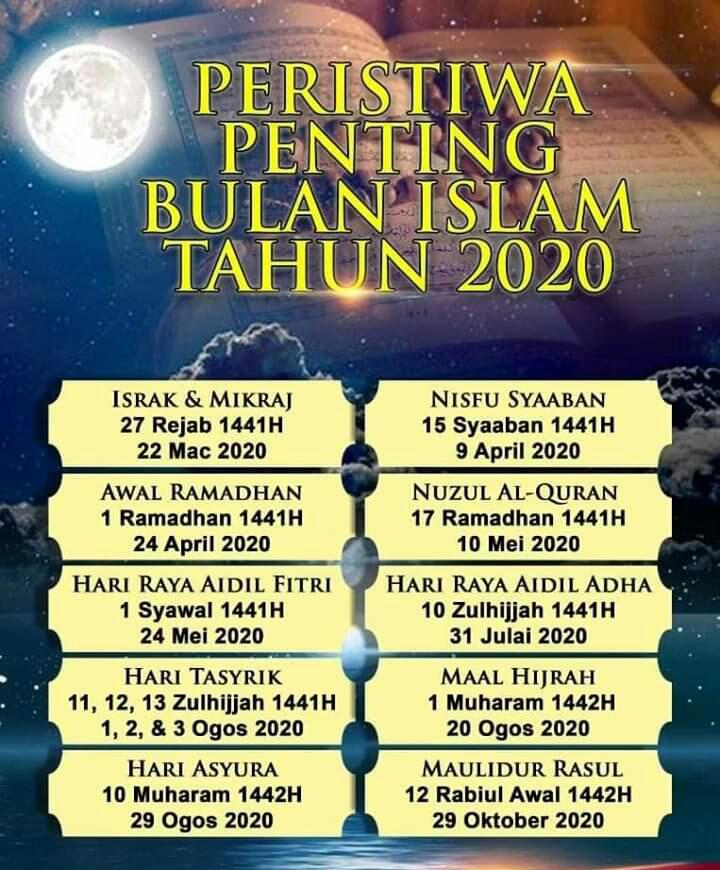 PERISTIWA
PENTING
BULAN ISLAM
TAHUN 2020
ISRAK & MIKRAJ
27 Rejab 1441H
22 Mac 2020
NISFU SYAABAN
15 Syaaban 1441H
9 April 2020
AWAL RAMADHAN
1 Ramadhan 1441H
24 April 2020
NUZUL AL-QURAN
17 Ramadhan 1441H
10 Mei 2020
HARI RAYA AIDIL FITRI
1 Syawal 1441H
24 Mei 2020
HARI RAYA AIDIL ADHA
10 Zulhijjah 1441H
31 Julai 2020
HARI TASYRIK
11, 12, 13 Zulhijjah 1441H
1, 2, & 3 Ogos 2020
MAAL HIJRAH
1 Muharam 1442H
20 Ogos 2020
HARI ASYURA
10 Muharam 1442H
29 Ogos 2020
MAULIDUR RASUL
12 Rabiul Awal 1442H
29 Oktober 2020